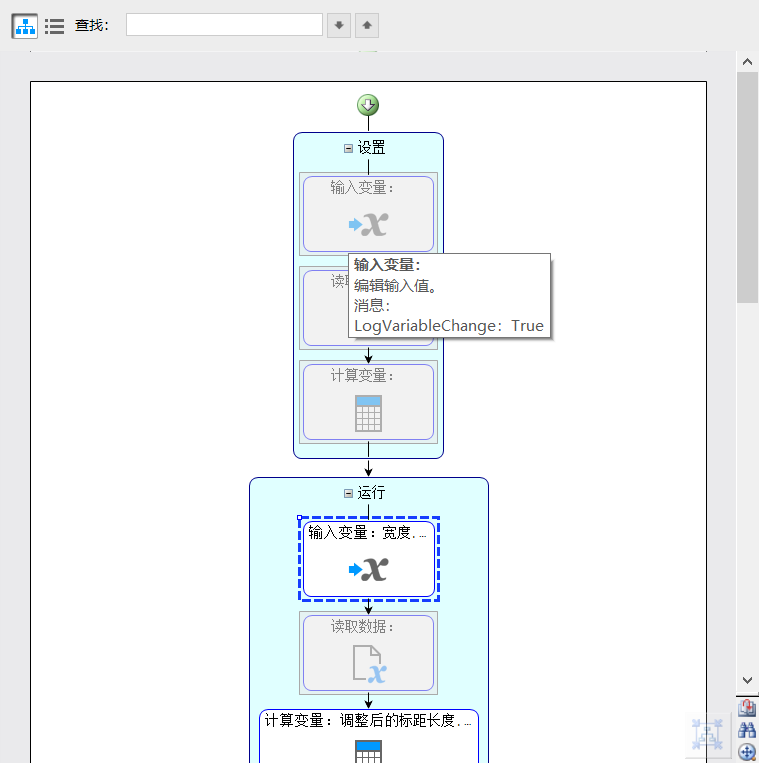 查找：
设置
输入变量：
输入变量：
编辑输入值。
消息：
LogVariableChange：True
计算变量：
运行
输入变量：宽度.…
读取数据：
计算变量：调整后的标距长度.…